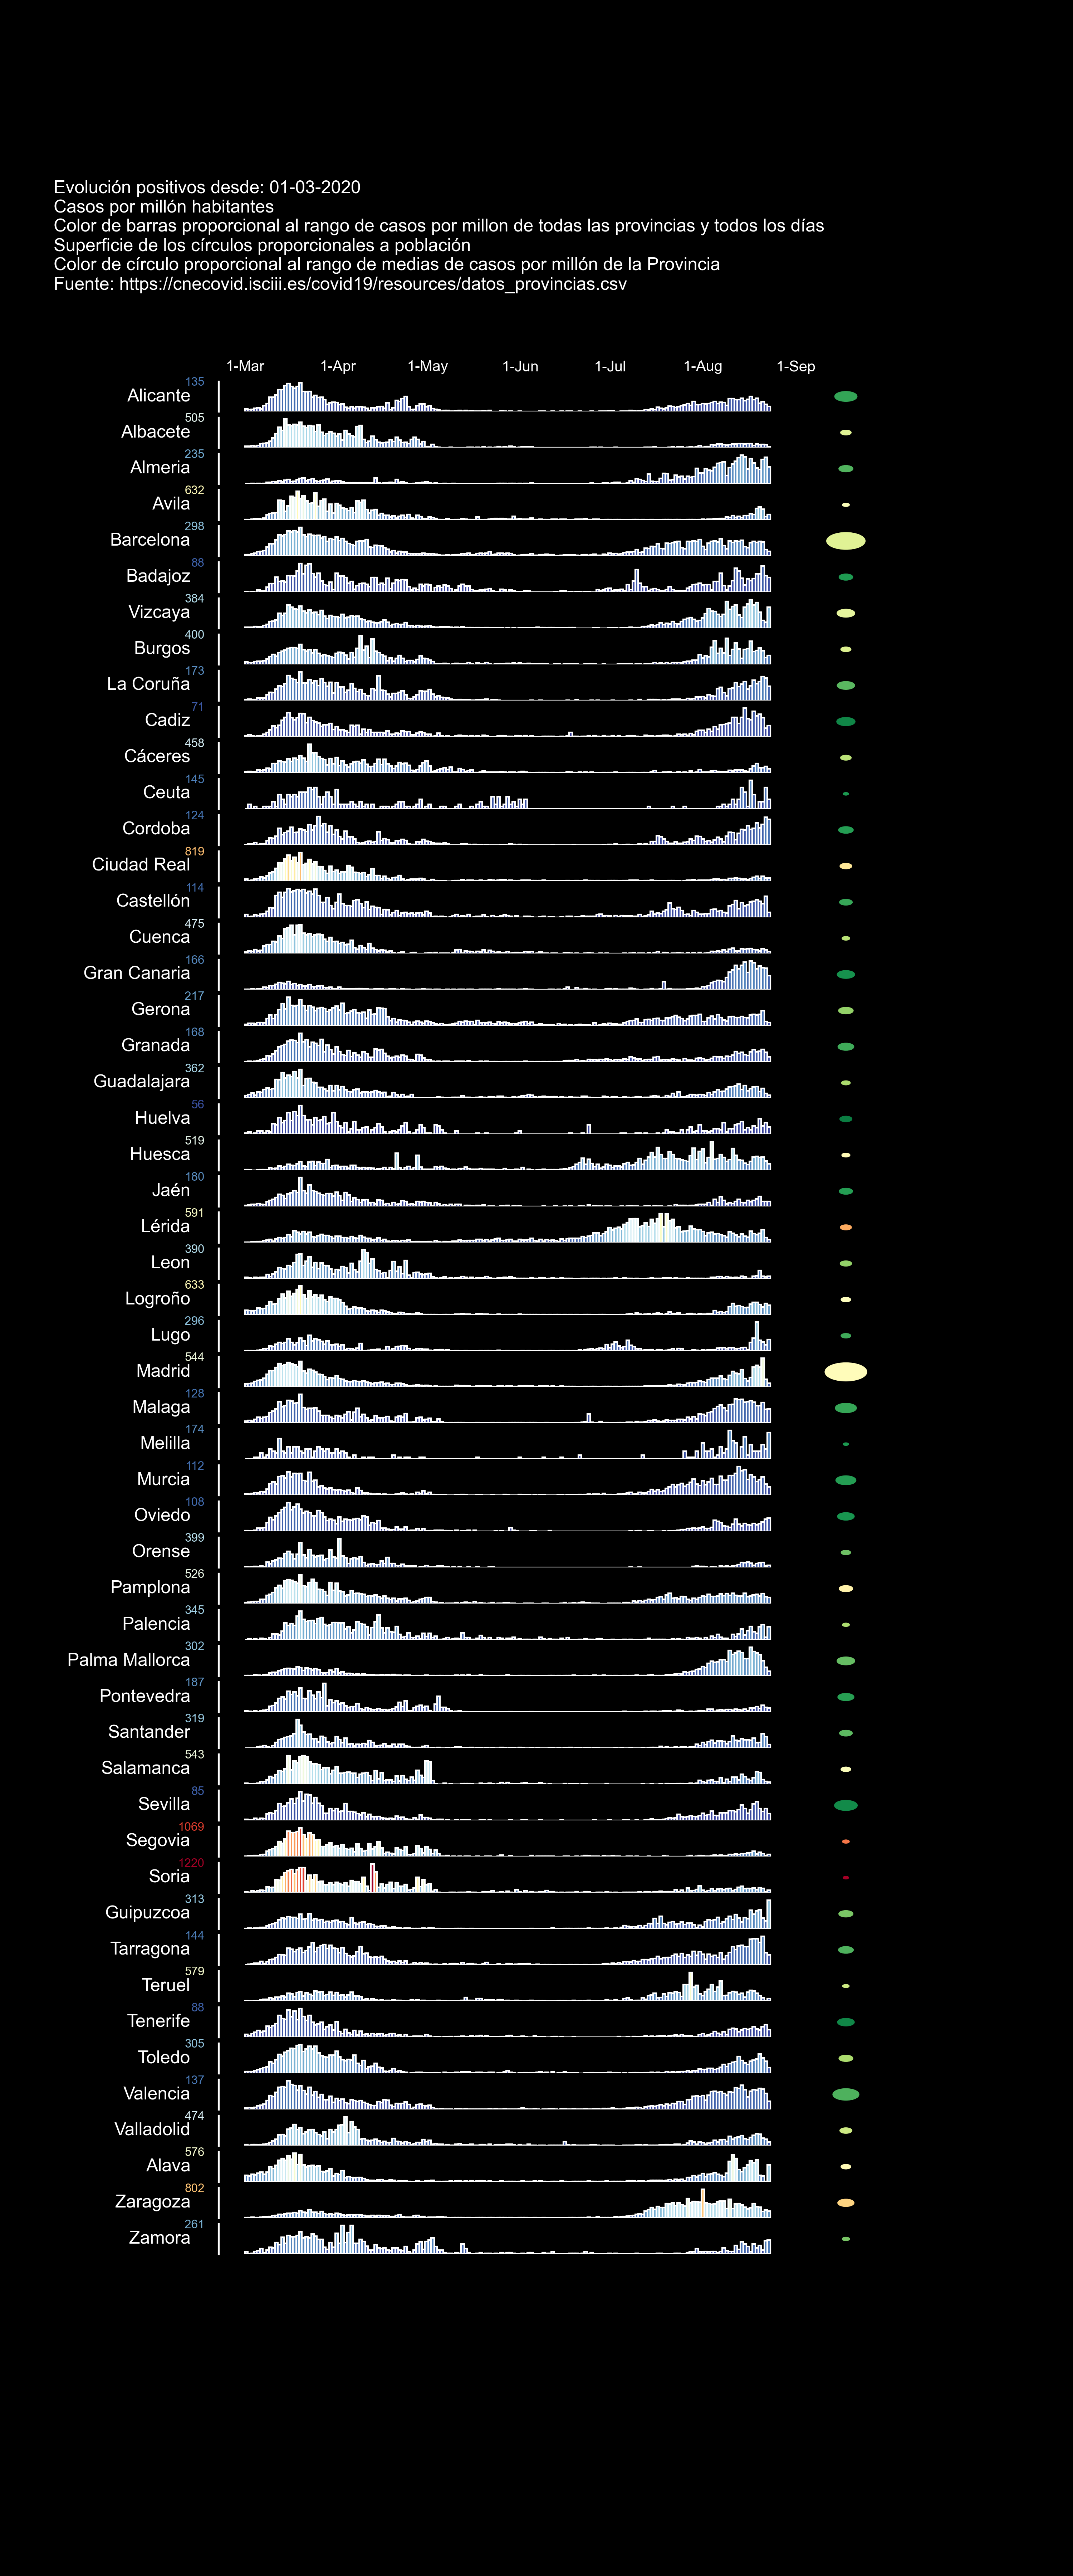 Evolución positivos desde: 01-03-2020
Casos por millón habitantes
Color de barras proporcional al rango de casos por millon de todas las provincias y todos los días
Superficie de los círculos proporcionales a población
Color de círculo proporcional al rango de medias de casos por millón de la Provincia
Fuente: https://cnecovid.isciii.es/covid19/resources/datos_provincias.csv
1-Mar 1-Apr 1-May 1-Jun 1-Jul 1-Aug 1-Sep
Alicante 135
Albacete 505
Almeria 235
Avila 632
Barcelona 298
Badajoz 88
Vizcaya 384
Burgos 400
La Coruña 173
Cadiz 71
Cáceres 458
Ceuta 145
Cordoba 124
Ciudad Real 819
Castellón 114
Cuenca 475
Gran Canaria 166
Gerona 217
Granada 168
Guadalajara 362
Huelva 56
Huesca 519
Jaén 180
Lérida 591
Leon 390
Logroño 633
Lugo 296
Madrid 544
Malaga 128
Melilla 174
Murcia 112
Oviedo 108
Orense 399
Pamplona 526
Palencia 345
Palma Mallorca 302
Pontevedra 187
Santander 319
Salamanca 543
Sevilla 85
Segovia 1069
Soria 1220
Guipuzcoa 313
Tarragona 144
Teruel 579
Tenerife 88
Toledo 305
Valencia 137
Valladolid 474
Alava 576
Zaragoza 802
Zamora 261